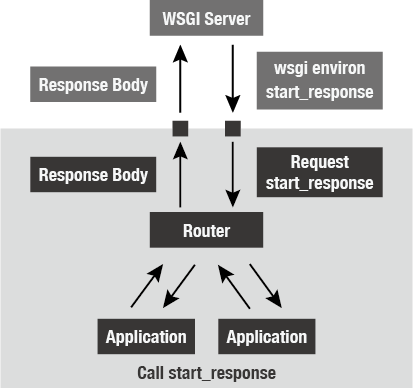 WSGI Server
Response Body
wsgi environ
start_response
Response Body
Request
start_response
Router
Application
Application
Call start_response